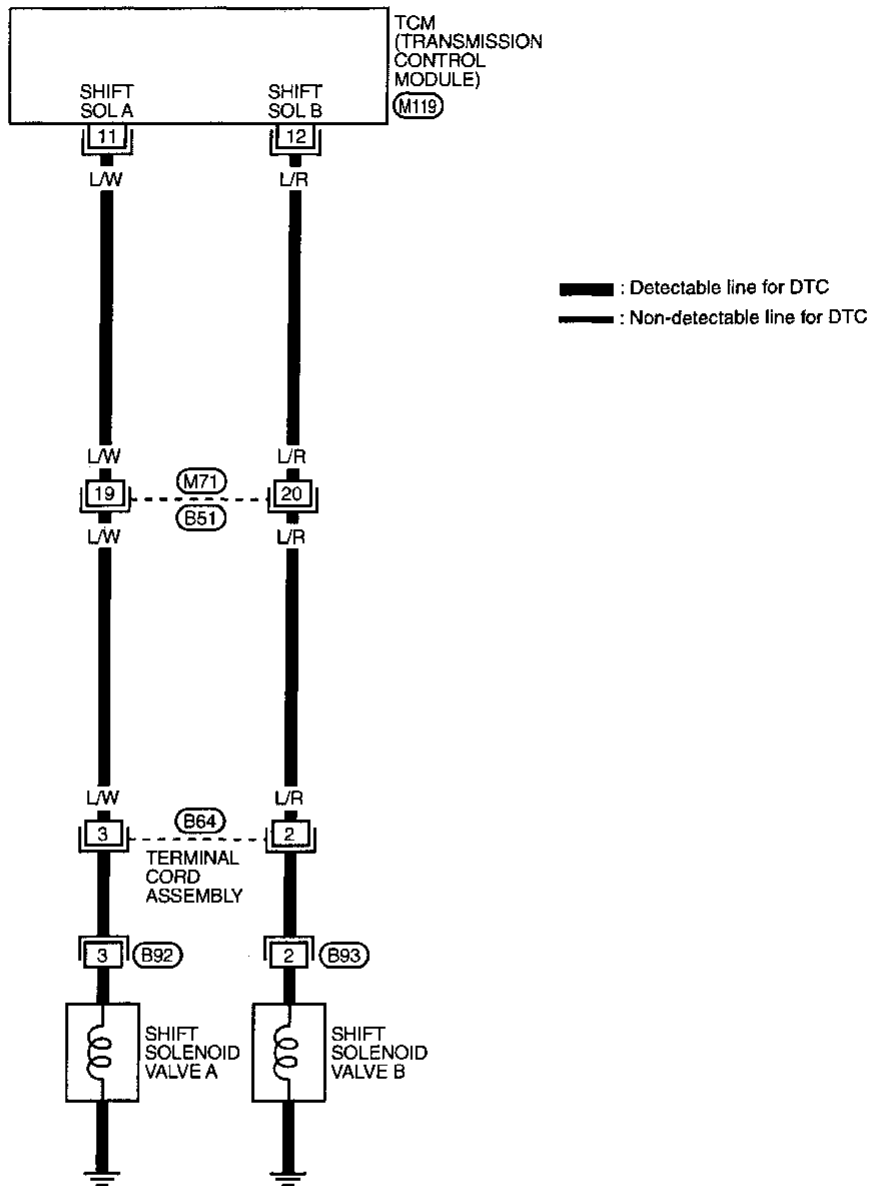 TCM
(TRANSMISSION
CONTROL
MODULE)
M119
SHIFT
SOL A
SHIFT
SOL B
11
12
L/W
L/R
: Detectable line for DTC
: Non-detectable line for DTC
L/W
L/R
19
M71
20
B51
L/W
L/R
L/W
L/R
3
B64
2
TERMINAL
CORD
ASSEMBLY
3
B92
2
B93
SHIFT
SOLENOID
VALVE A
SHIFT
SOLENOID
VALVE B